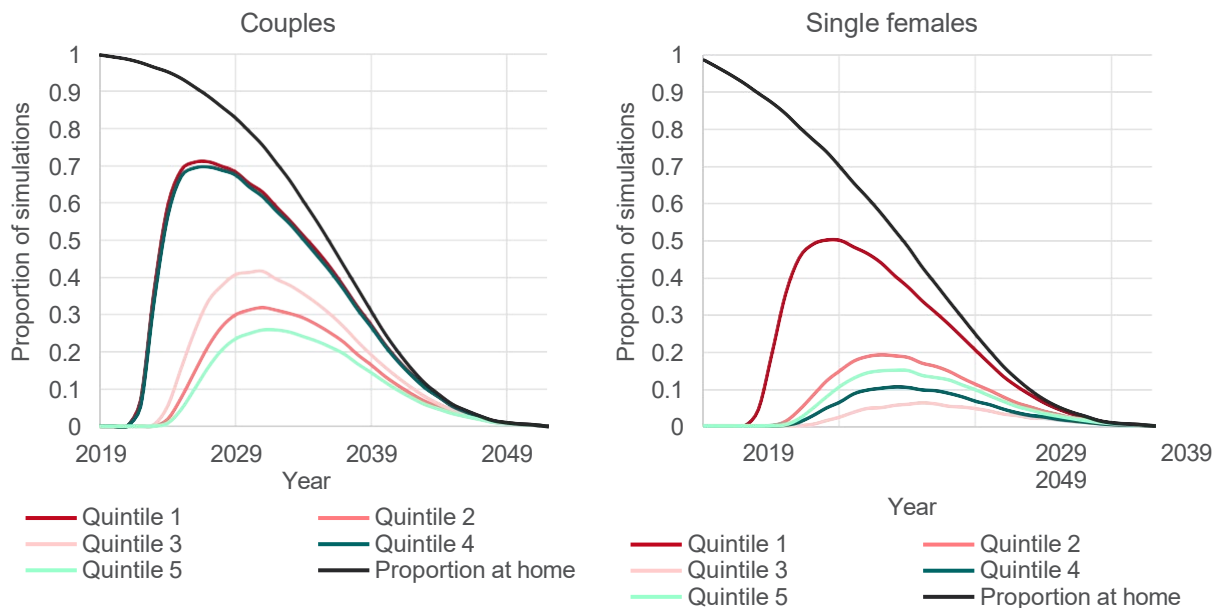 Couples
Proportion of simulations
1
0.9
0.8
0.7
0.6
0.5
0.4
0.3
0.2
0.1
0
2019 2029 2039 2049
Year
Quintile 1 Quintile 2
Quintile 3 Quintile 4
Quintile 5 Proportion at home
Single females
Proportion of simulations
1
0.9
0.8
0.7
0.6
0.5
0.4
0.3
0.2
0.1
0
2019 2029 2039
2049
Year
Quintile 1 Quintile 2
Quintile 3 Quintile 4
Quintile 5 Proportion at home